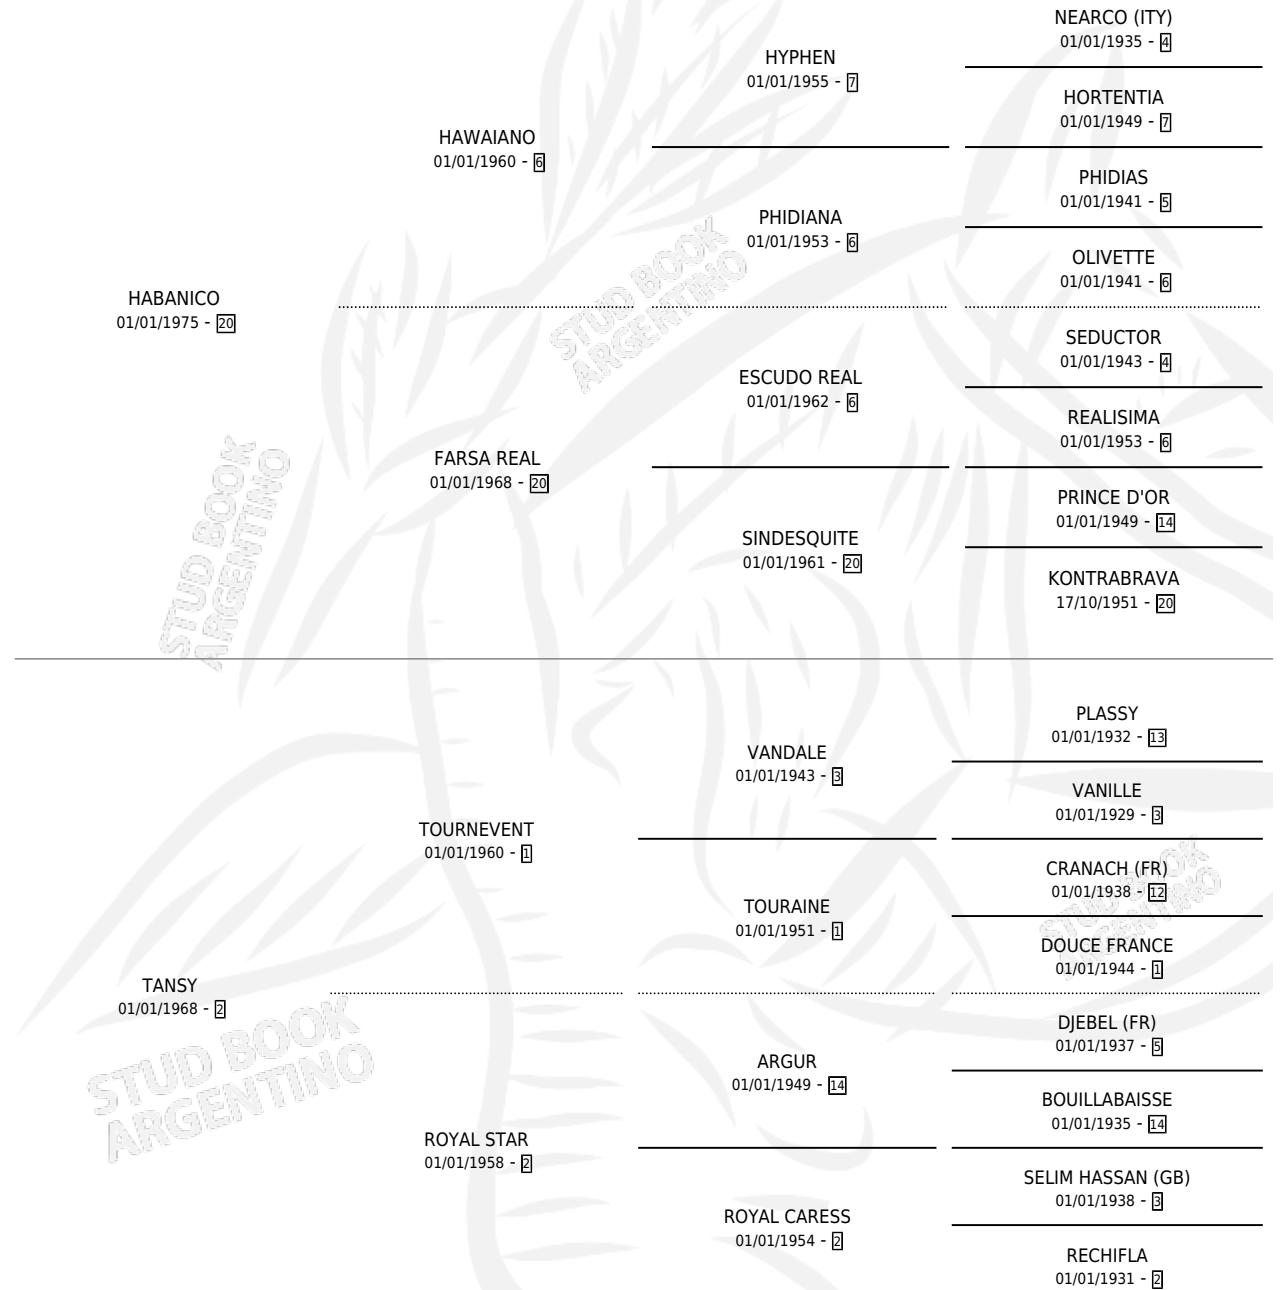 NEARCO (ITY)
01/01/1935 - 4
HYPHEN
01/01/1955 - 7
HORTENTIA
01/01/1949 - 7
HAWAIANO
01/01/1960 - 6
PHIDIAS
01/01/1941 - 5
PHIDIANA
01/01/1953 - 6
OLIVETTE
01/01/1941 - 6
HABANICO
01/01/1975 - 20
SEDUCTOR
01/01/1943 - 4
ESCUDO REAL
01/01/1962 - 6
REALISIMA
01/01/1953 - 6
FARSA REAL
01/01/1968 - 20
PRINCE D'OR
01/01/1949 - 14
SINDESQUITE
01/01/1961 - 20
KONTRABRAVA
17/10/1951 - 20
PLASSY
01/01/1932 - 13
VANDALE
01/01/1943 - 3
VANILLE
01/01/1929 - 3
TOURNEVENT
01/01/1960 - 1
CRANACH (FR)
01/01/1938 - 12
TOURAINE
01/01/1951 - 1
DOUCE FRANCE
01/01/1944 - 1
TANSY
01/01/1968 - 2
DJEBEL (FR)
01/01/1937 - 5
ARGUR
01/01/1949 - 14
BOUILLABAISSE
01/01/1935 - 14
ROYAL STAR
01/01/1958 - 2
SELIM HASSAN (GB)
01/01/1938 - 3
ROYAL CARESS
01/01/1954 - 2
RECHIFLA
01/01/1931 - 2
STUD BOOK
ARGENTINO
STUD BOOK
ARGENTINO
STUD BOOK
ARGENTINO
STUD BOOK
ARGENTINO